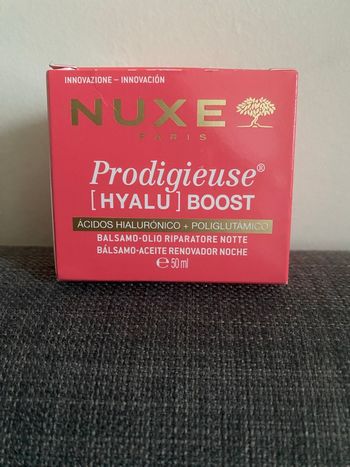 INNOVAZIONE – INNOVACIÓN
NUXE
PARIS
Prodigieuse®
[HYALU] BOOST
ÁCIDOS HIALURÓNICO + POLIGLUTÁMICO
BALSAMO-OLIO RIPARATORE NOTTE
BÁLSAMO-ACEITE RENOVADOR NOCHE
℮ 50 ml